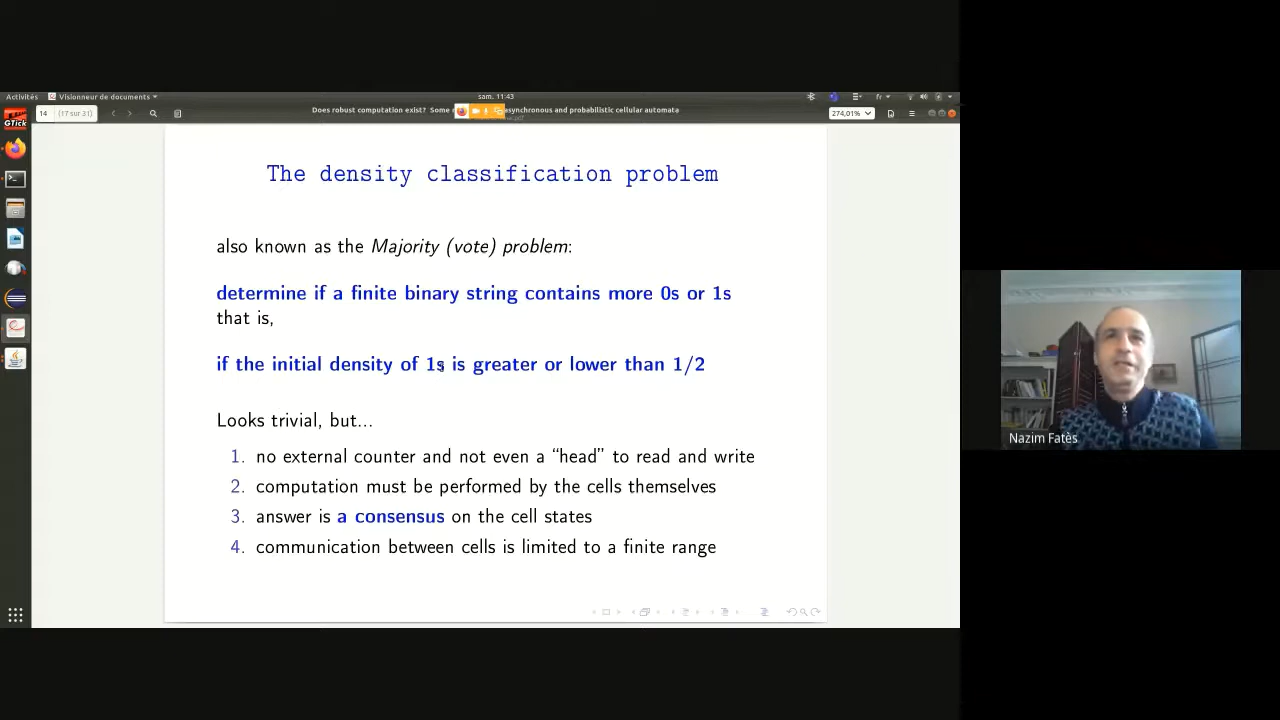 Activités
Visionneur de documents
sam. 11:43
fr
14
(17 sur 31)
Does robust computation exist? Some
asynchronous and probabilistic cellular automata
274,01%
GTick
The density classification problem
also known as the Majority (vote) problem:
determine if a finite binary string contains more 0s or 1s
that is,
if the initial density of 1s is greater or lower than 1/2
Looks trivial, but...
1. no external counter and not even a “head” to read and write
2. computation must be performed by the cells themselves
3. answer is a consensus on the cell states
4. communication between cells is limited to a finite range
Nazim Fatès